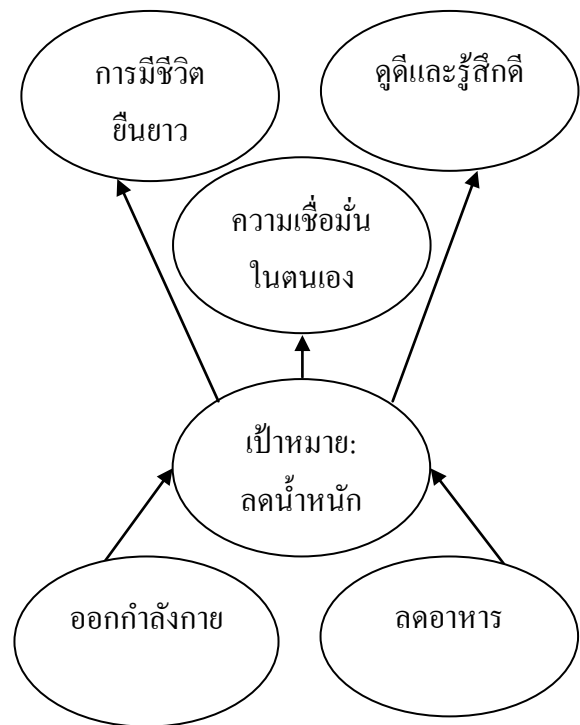 การมีชีวิต
ยืนยาว
ดูดีและรู้สึกดี
ความเชื่อมั่น
ในตนเอง
เป้าหมาย:
ลดน้ำหนัก
ออกกำลังกาย
ลดอาหาร